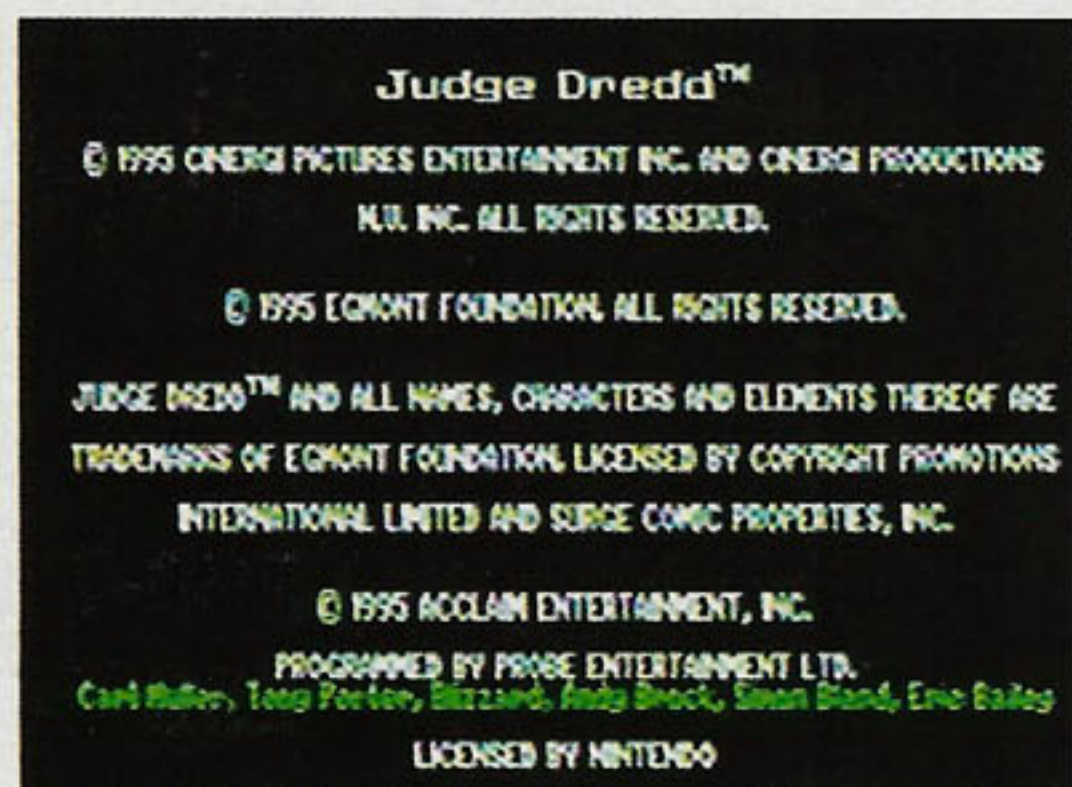 Judge Dredd™
© 1995 CINERGI PICTURES ENTERTAINMENT INC. AND CINERGI PRODUCTIONS
N.V. INC. ALL RIGHTS RESERVED.
© 1995 EGMONT FOUNDATION. ALL RIGHTS RESERVED.
JUDGE DREDD™ AND ALL NAMES, CHARACTERS AND ELEMENTS THEREOF ARE
TRADEMARKS OF EGMONT FOUNDATION. LICENSED BY COPYRIGHT PROMOTIONS
INTERNATIONAL LIMITED AND SURGE COMIC PROPERTIES, INC.
© 1995 ACCLAIM ENTERTAINMENT, INC.
PROGRAMMED BY PROBE ENTERTAINMENT LTD.
Carl Tony Porter, Blizzard, Andy Brock, Simon Bland, Eric Bailey
LICENSED BY NINTENDO